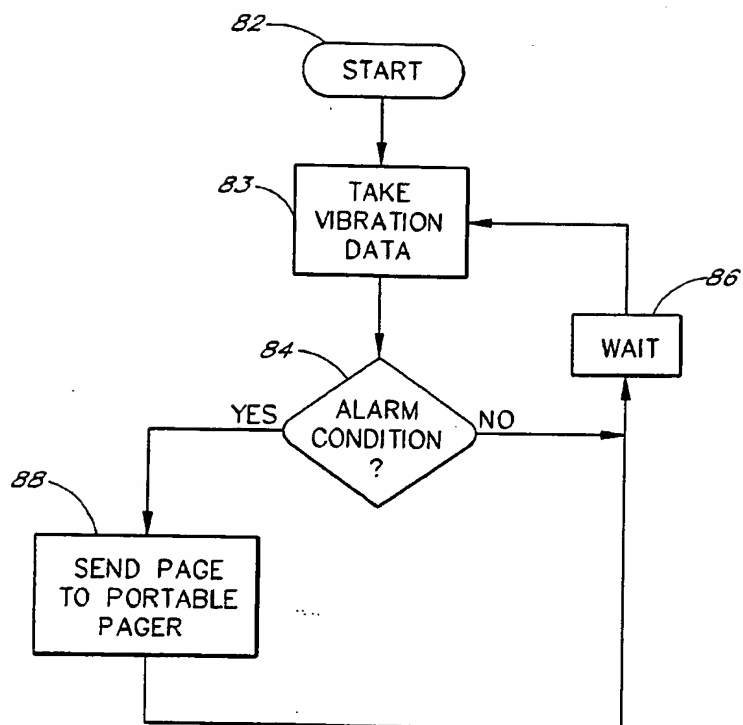 82
START
83
TAKE
VIBRATION
DATA
86
WAIT
84
ALARM
CONDITION
?
YES
NO
88
SEND PAGE
TO PORTABLE
PAGER